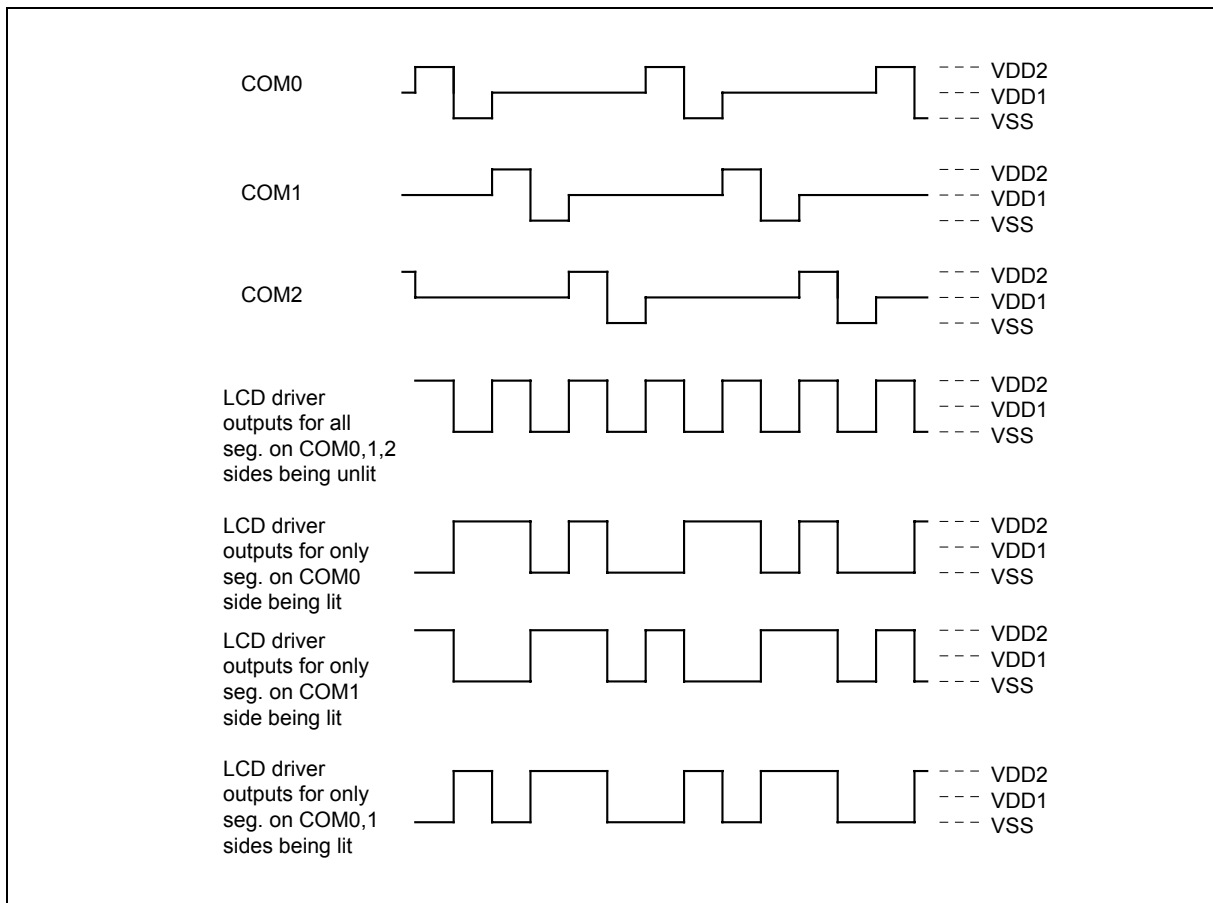 COM0
VDD2
VDD1
VSS
COM1
VDD2
VDD1
VSS
COM2
VDD2
VDD1
VSS
LCD driver
outputs for all
seg. on COM0,1,2
sides being unlit
VDD2
VDD1
VSS
LCD driver
outputs for only
seg. on COM0
side being lit
VDD2
VDD1
VSS
LCD driver
outputs for only
seg. on COM1
side being lit
VDD2
VDD1
VSS
LCD driver
outputs for only
seg. on COM0,1
sides being lit
VDD2
VDD1
VSS